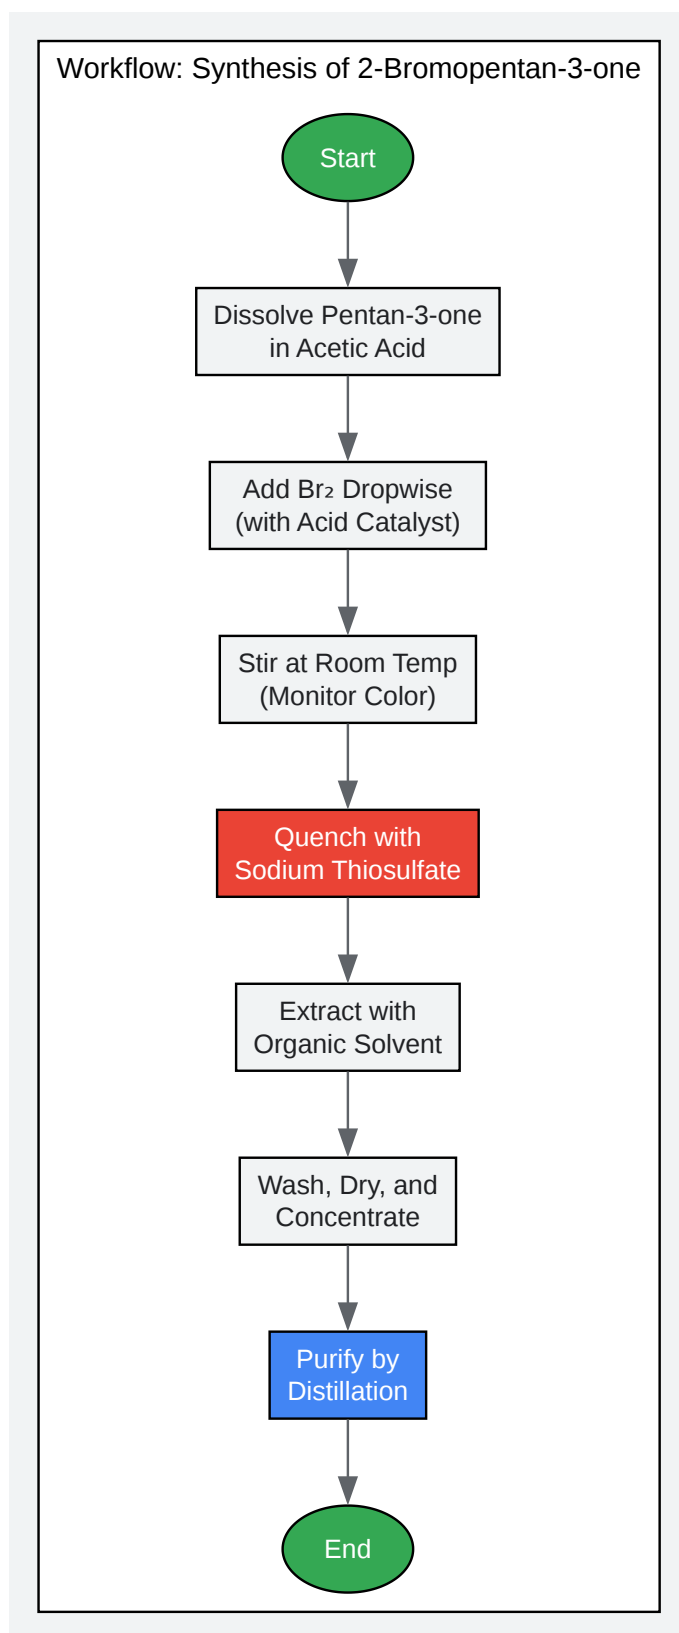 Workflow: Synthesis of 2-Bromopentan-3-one
Start
Dissolve Pentan-3-one
in Acetic Acid
Add Br₂ Dropwise
(with Acid Catalyst)
Stir at Room Temp
(Monitor Color)
Quench with
Sodium Thiosulfate
Extract with
Organic Solvent
Wash, Dry, and
Concentrate
Purify by
Distillation
End